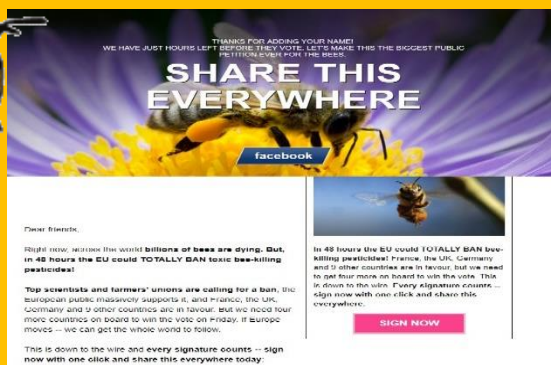 THANKS FOR ADDING YOUR NAME!
WE HAVE JUST HOURS LEFT BEFORE THEY VOTE. LET'S MAKE THIS THE BIGGEST PUBLIC
PETITION EVER FOR THE BEES.
SHARE THIS
EVERYWHERE
facebook
Dear friends,
Right now, across the world billions of bees are dying. But,
in 48 hours the EU could TOTALLY BAN toxic bee-killing
pesticides!
Top scientists and farmers' unions are calling for a ban, the
European public massively supports it, and France, the UK,
Germany and 9 other countries are in favour. But we need four
more countries on board to win the vote on Friday. If Europe
moves -- we can get the whole world to follow.
This is down to the wire and every signature counts -- sign
now with one click and share this everywhere today:
In 48 hours the EU could TOTALLY BAN bee-
killing pesticides! France, the UK, Germany
and 9 other countries are in favour, but we need
to get four more on board to win the vote. This
is down to the wire. Every signature counts --
sign now with one click and share this
everywhere.
SIGN NOW